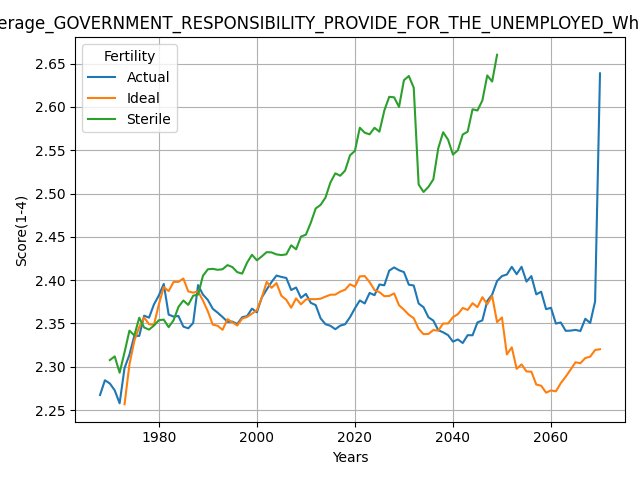 erage_GOVERNMENT_RESPONSIBILITY_PROVIDE_FOR_THE_UNEMPLOYED_Wh
Fertility
Actual
Ideal
Sterile
Score(1-4)
2.65
2.60
2.55
2.50
2.45
2.40
2.35
2.30
2.25
1980 2000 2020 2040 2060
Years